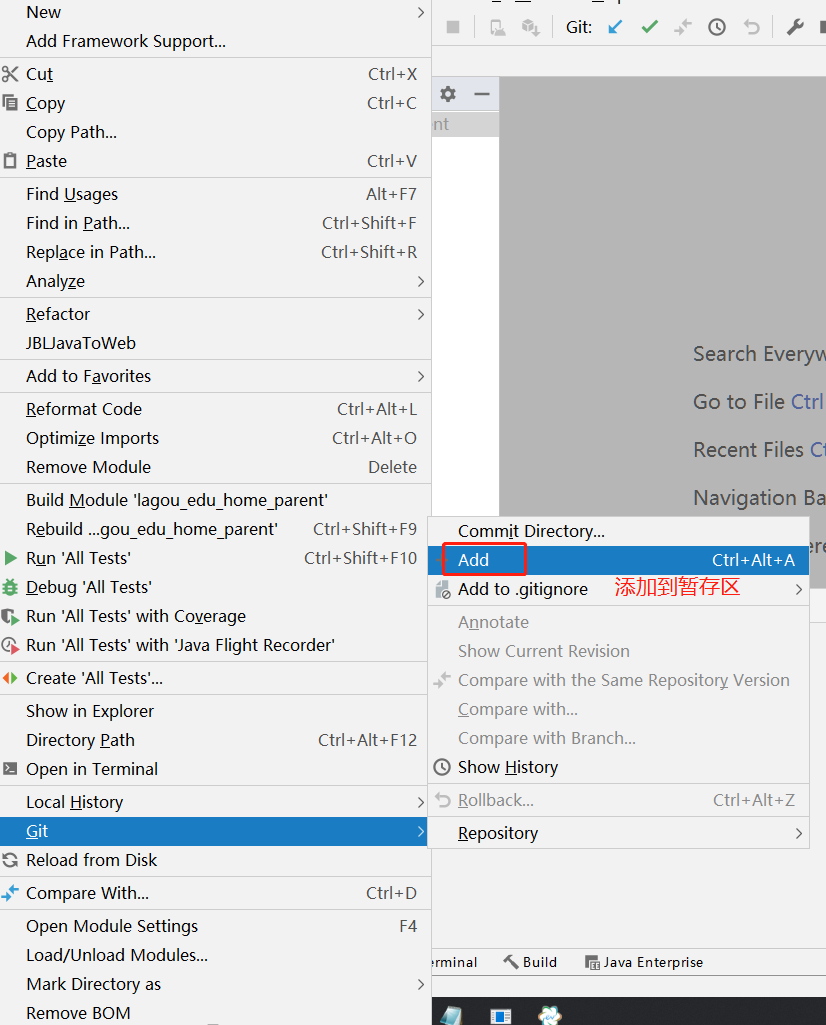 New
Add Framework Support...
Cut Ctrl+X
Copy Ctrl+C
Copy Path...
Paste Ctrl+V
Find Usages Alt+F7
Find in Path... Ctrl+Shift+F
Replace in Path... Ctrl+Shift+R
Analyze
Refactor
JBLJavaToWeb
Add to Favorites
Reformat Code Ctrl+Alt+L
Optimize Imports Ctrl+Alt+O
Remove Module Delete
Build Module 'lagou_edu_home_parent'
Rebuild ...gou_edu_home_parent' Ctrl+Shift+F9
Run 'All Tests' Ctrl+Shift+F10
Debug 'All Tests'
Run 'All Tests' with Coverage
Run 'All Tests' with 'Java Flight Recorder'
Create 'All Tests'...
Show in Explorer
Directory Path Ctrl+Alt+F12
Open in Terminal
Local History
Git
Reload from Disk
Compare With... Ctrl+D
Open Module Settings F4
Load/Unload Modules...
Mark Directory as
Remove BOM
Git:
nt
Search Everyw
Go to File Ctrl
Recent Files Ct
Navigation Ba
ere
Commit Directory...
Add Ctrl+Alt+A
Add to .gitignore 添加到暂存区
Annotate
Show Current Revision
Compare with the Same Repository Version
Compare with...
Compare with Branch...
Show History
Rollback... Ctrl+Alt+Z
Repository
erminal Build Java Enterprise